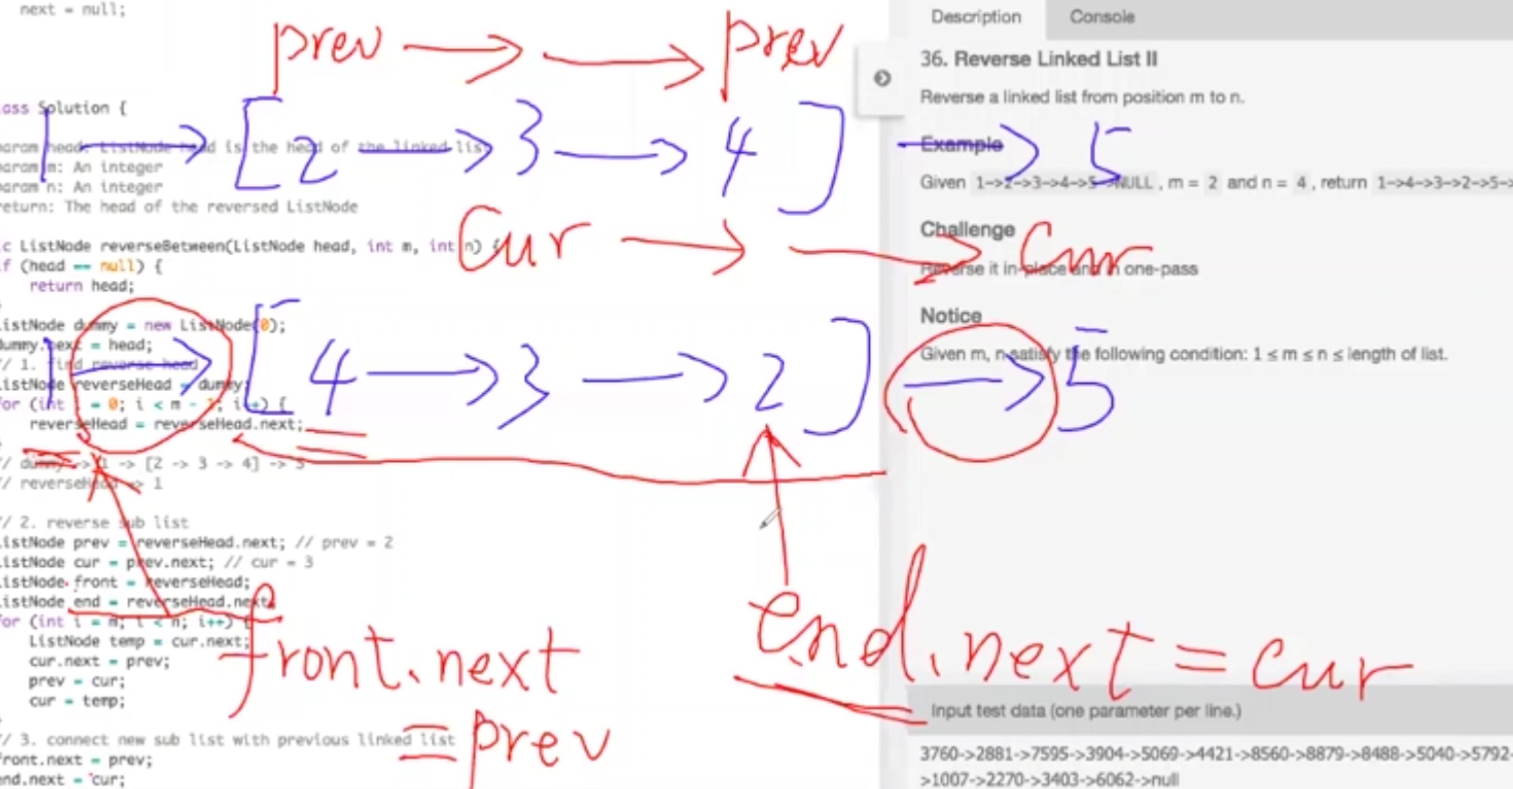 next = null;
prev → → prev
ass Solution {
1 → [2 → 3 → 4] → 5
aram head: ListNode head is the head of the linked lis
aram m: An integer
aram n: An integer
return: The head of the reversed ListNode
Cur → → Cur
c ListNode reverseBetween(ListNode head, int m, int n) {
if (head == null) {
return head;
istNode dummy = new ListNode(0);
dummy.next = head;
// 1. find reverse head
1 → [4 → 3 → 2] → 5
istNode reverseHead = dummy;
for (int i = 0; i < m - 1; i++) {
reverseHead = reverseHead.next;
// dummy -> 1 -> [2 -> 3 -> 4] -> 5
// reverseHead -> 1
// 2. reverse sub list
istNode prev = reverseHead.next; // prev = 2
istNode cur = prev.next; // cur = 3
istNode front = reverseHead;
istNode end = reverseHead.next;
for (int i = m; i < n; i++) {
ListNode temp = cur.next;
cur.next = prev;
prev = cur;
cur = temp;
// 3. connect new sub list with previous linked list
front.next = prev;
end.next = cur;
front.next
= prev
end.next = cur
Description Console
36. Reverse Linked List II
Reverse a linked list from position m to n.
Example
Given 1->2->3->4->5->NULL , m = 2 and n = 4 , return 1->4->3->2->5->
Challenge
Reverse it in-place and in one-pass
Notice
Given m, n satisfy the following condition: 1 ≤ m ≤ n ≤ length of list.
Input test data (one parameter per line.)
3760->2881->7595->3904->5069->4421->8560->8879->8488->5040->5792-
>1007->2270->3403->6062->null